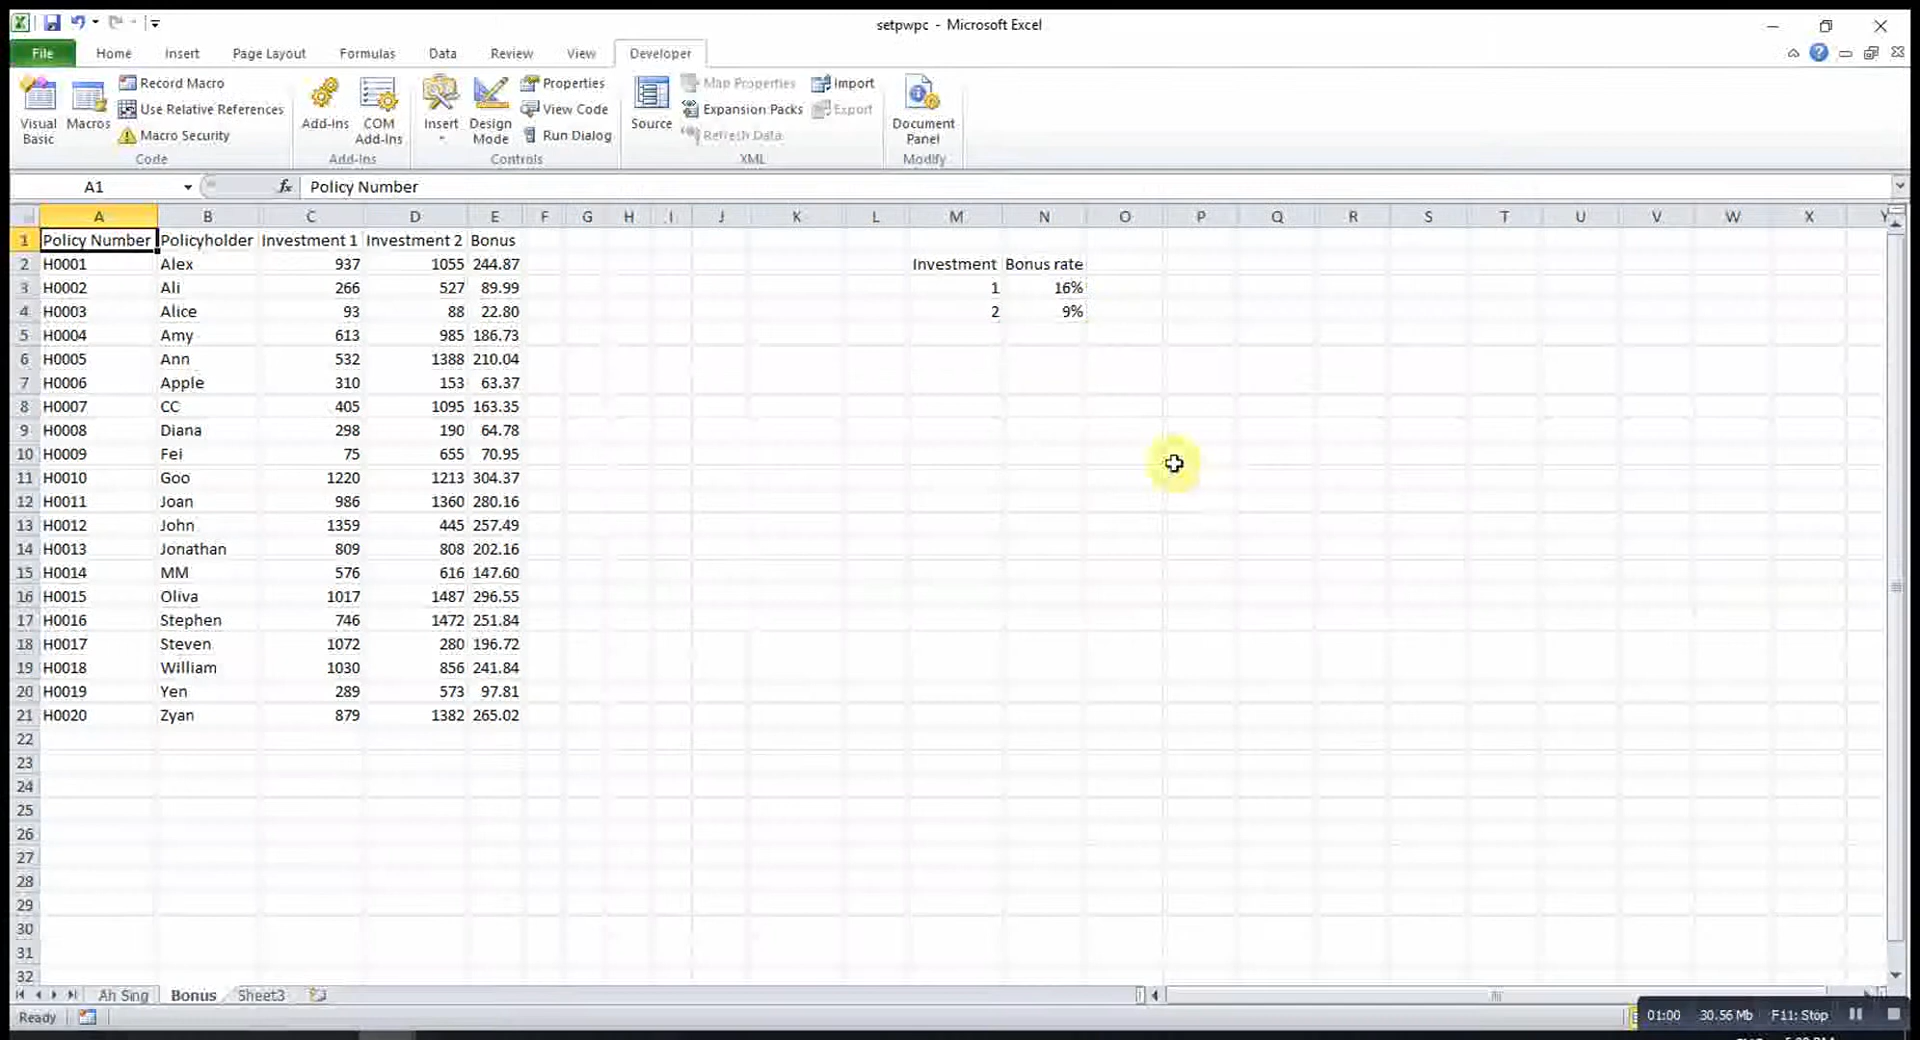 setpwpc - Microsoft Excel
File Home Insert Page Layout Formulas Data Review View Developer
Visual Basic
Macros
Record Macro
Use Relative References
Macro Security
Code
Add-Ins
COM Add-Ins
Add-Ins
Insert
Design Mode
Properties
View Code
Run Dialog
Controls
Source
Map Properties
Expansion Packs
Refresh Data
Import
Export
XML
Document Panel
Modify
A1 fx Policy Number
A B C D E F G H I J K L M N O P Q R S T U V W X Y
1 Policy Number Policyholder Investment 1 Investment 2 Bonus
2 H0001 Alex 937 1055 244.87 Investment Bonus rate
3 H0002 Ali 266 527 89.99 1 16%
4 H0003 Alice 93 88 22.80 2 9%
5 H0004 Amy 613 985 186.73
6 H0005 Ann 532 1388 210.04
7 H0006 Apple 310 153 63.37
8 H0007 CC 405 1095 163.35
9 H0008 Diana 298 190 64.78
10 H0009 Fei 75 655 70.95
11 H0010 Goo 1220 1213 304.37
12 H0011 Joan 986 1360 280.16
13 H0012 John 1359 445 257.49
14 H0013 Jonathan 809 808 202.16
15 H0014 MM 576 616 147.60
16 H0015 Oliva 1017 1487 296.55
17 H0016 Stephen 746 1472 251.84
18 H0017 Steven 1072 280 196.72
19 H0018 William 1030 856 241.84
20 H0019 Yen 289 573 97.81
21 H0020 Zyan 879 1382 265.02
22
23
24
25
26
27
28
29
30
31
32
Ah Sing Bonus Sheet3
Ready
01:00 30.56 Mb F11: Stop